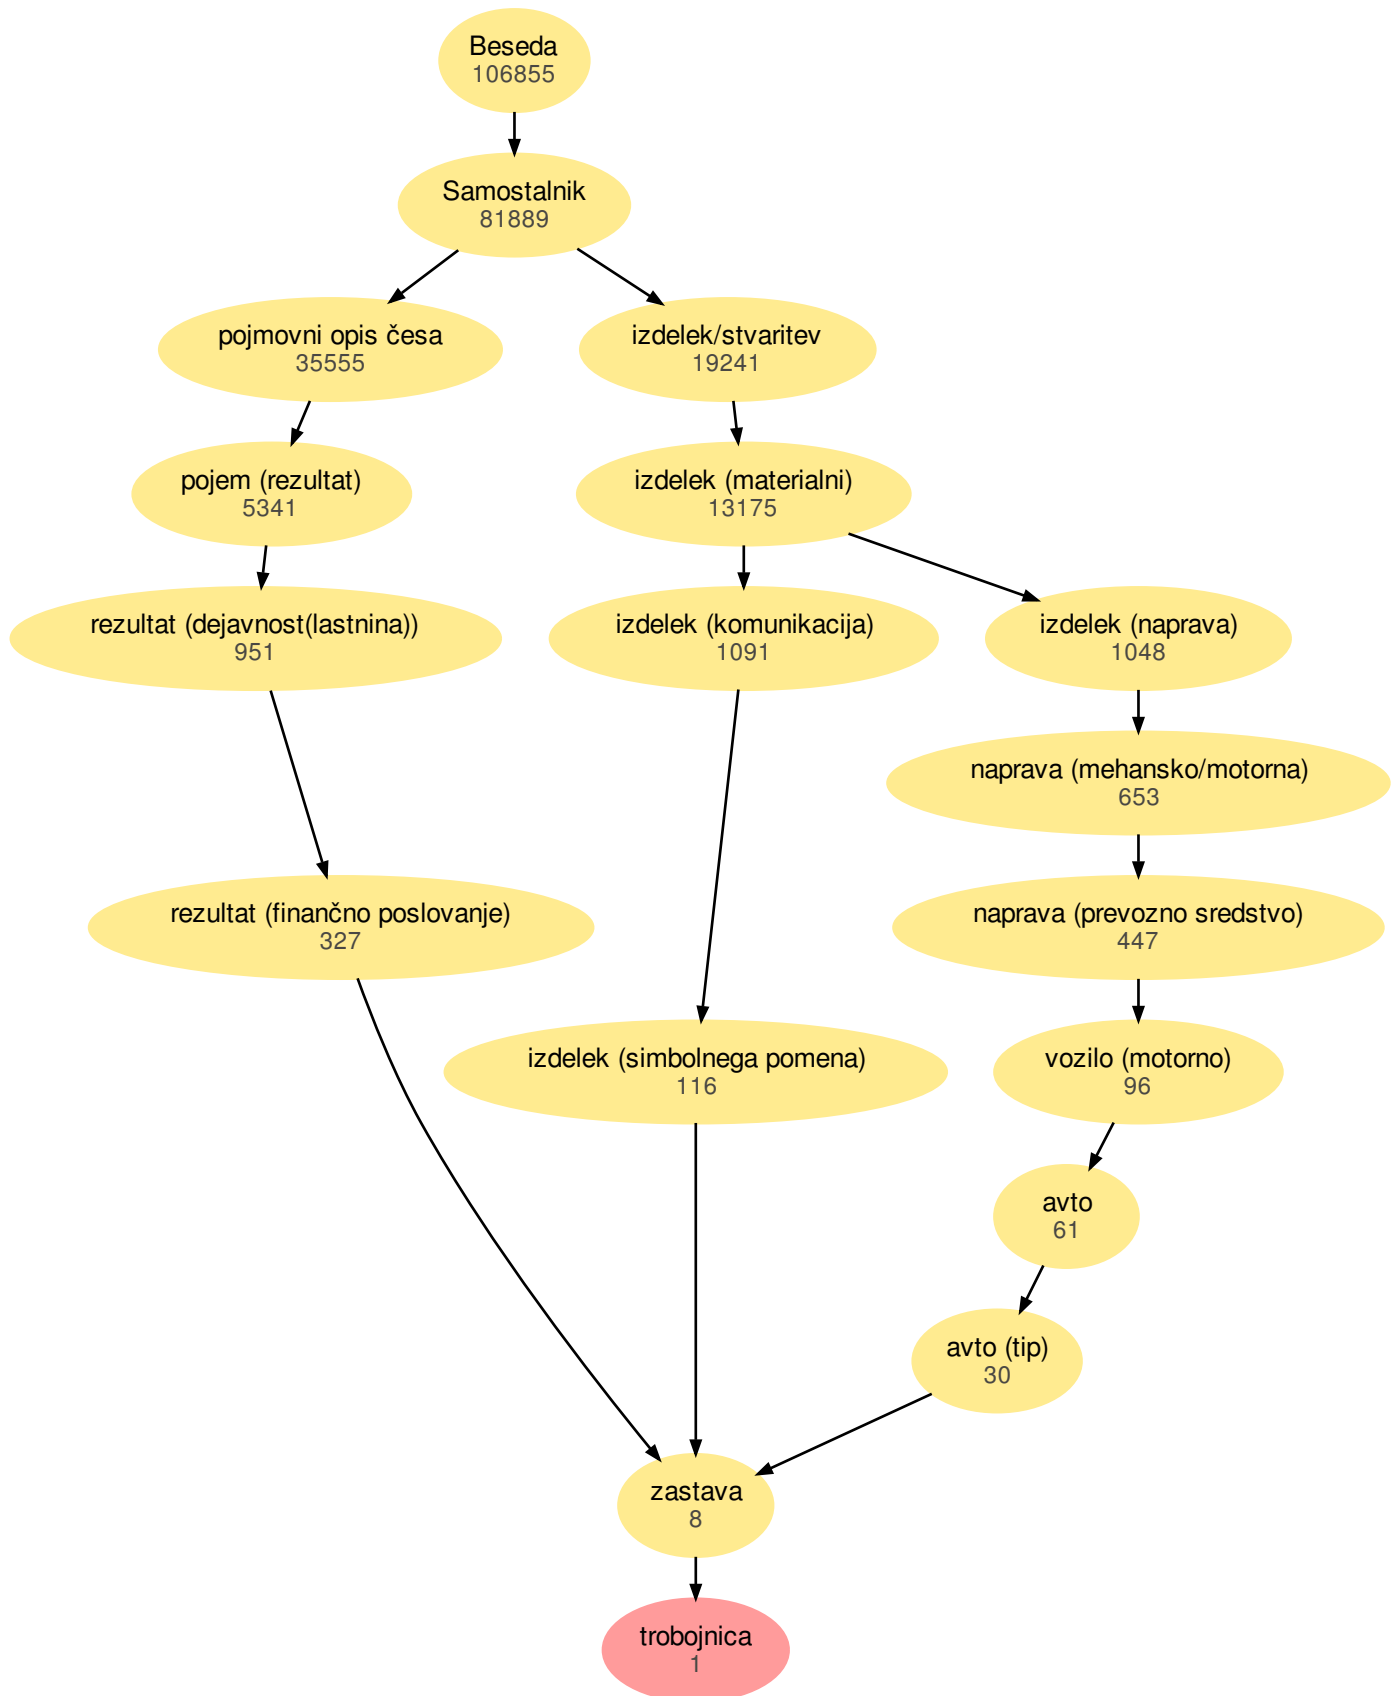 Beseda
106855
Samostalnik
81889
pojmovni opis česa
35555
izdelek/stvaritev
19241
pojem (rezultat)
5341
izdelek (materialni)
13175
rezultat (dejavnost(lastnina))
951
izdelek (komunikacija)
1091
izdelek (naprava)
1048
naprava (mehansko/motorna)
653
rezultat (finančno poslovanje)
327
naprava (prevozno sredstvo)
447
izdelek (simbolnega pomena)
116
vozilo (motorno)
96
avto
61
avto (tip)
30
zastava
8
trobojnica
1